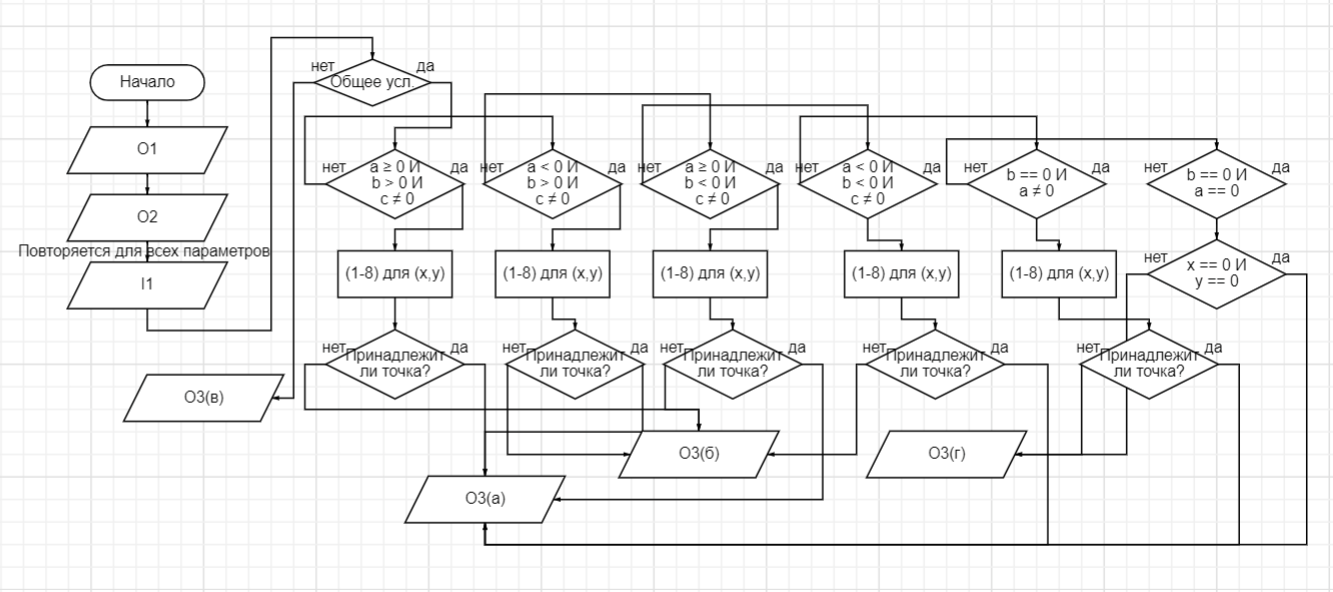 нет
да
Начало
Общее усл.
O1
нет
a ≥ 0 И
b > 0 И
c ≠ 0
да
нет
a < 0 И
b > 0 И
c ≠ 0
да
нет
a ≥ 0 И
b < 0 И
c ≠ 0
да
нет
a < 0 И
b < 0 И
c ≠ 0
да
нет
b == 0 И
a ≠ 0
да
нет
b == 0 И
a == 0
да
O2
Повторяется для всех параметров
I1
(1-8) для (x,y)
(1-8) для (x,y)
(1-8) для (x,y)
(1-8) для (x,y)
(1-8) для (x,y)
нет
x == 0 И
y == 0
да
нет
Принадлежит
ли точка?
да
нет
Принадлежит
ли точка?
да
нет
Принадлежит
ли точка?
да
нет
Принадлежит
ли точка?
да
нет
Принадлежит
ли точка?
да
O3(в)
O3(б)
O3(г)
O3(а)